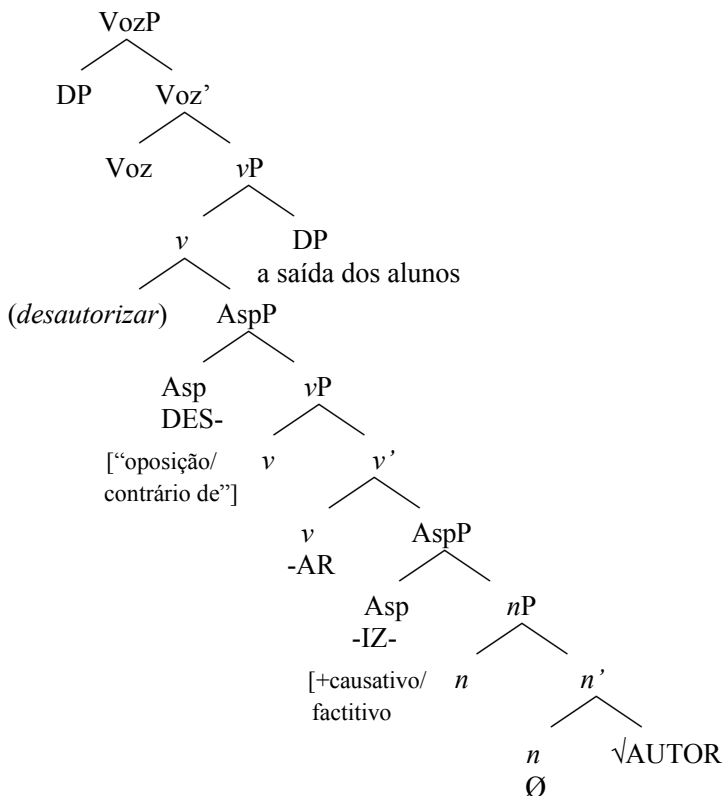 VozP
DP Voz’
Voz vP
v DP
a saída dos alunos
(desautorizar) AspP
Asp vP
DES-
[“oposição/ v v’
contrário de”]
v AspP
-AR
Asp nP
-IZ-
[+causativo/ n n’
factitivo
n √AUTOR
Ø